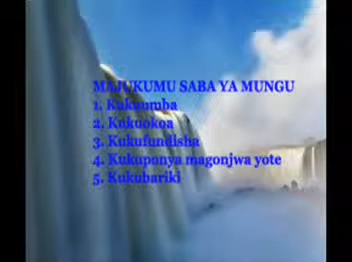 MAJUKUMU SABA YA MUNGU
1. Kukuumba
2. Kukuokoa
3. Kukufundisha
4. Kukuponya magonjwa yote
5. Kukubariki